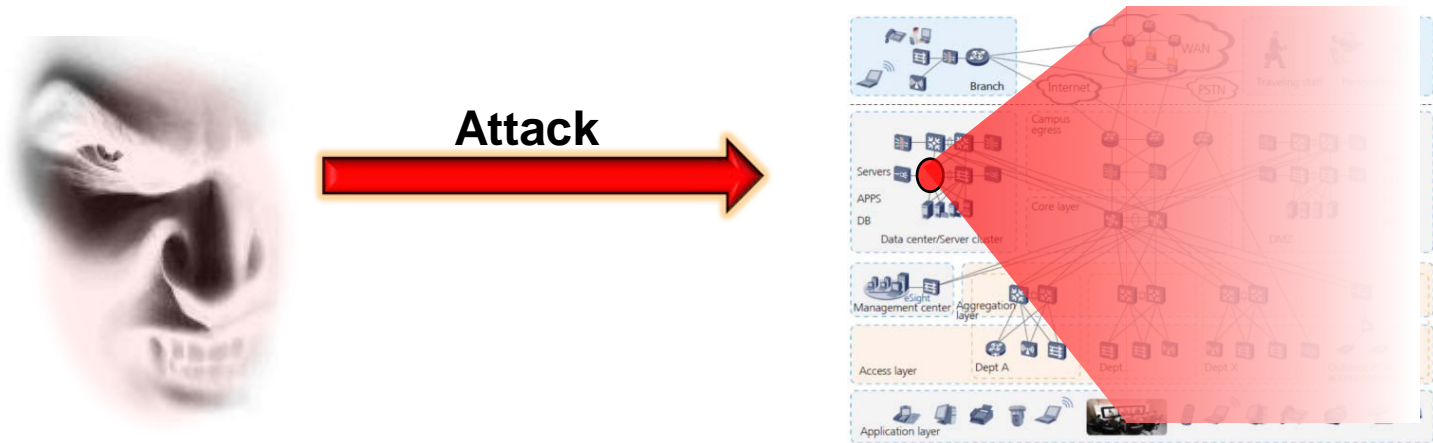 Attack
WAN
Branch
Internet
PSTN
Campus
egress
Servers
APPS
Core layer
DB
Data center/Server cluster
DMZ
eSight
Management center
Aggregation
layer
Access layer
Dept A
Dept
Dept X
Application layer